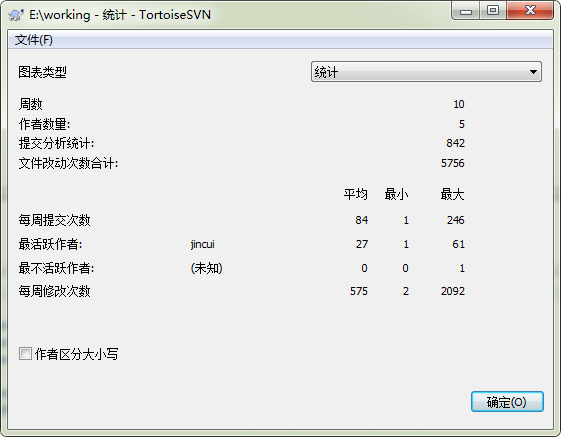 E:\working - 统计 - TortoiseSVN
文件(F)
图表类型 统计
周数 10
作者数量: 5
提交分析统计: 842
文件改动次数合计: 5756
平均 最小 最大
每周提交次数 84 1 246
最活跃作者: jincui 27 1 61
最不活跃作者: (未知) 0 0 1
每周修改次数 575 2 2092
作者区分大小写
确定(O)